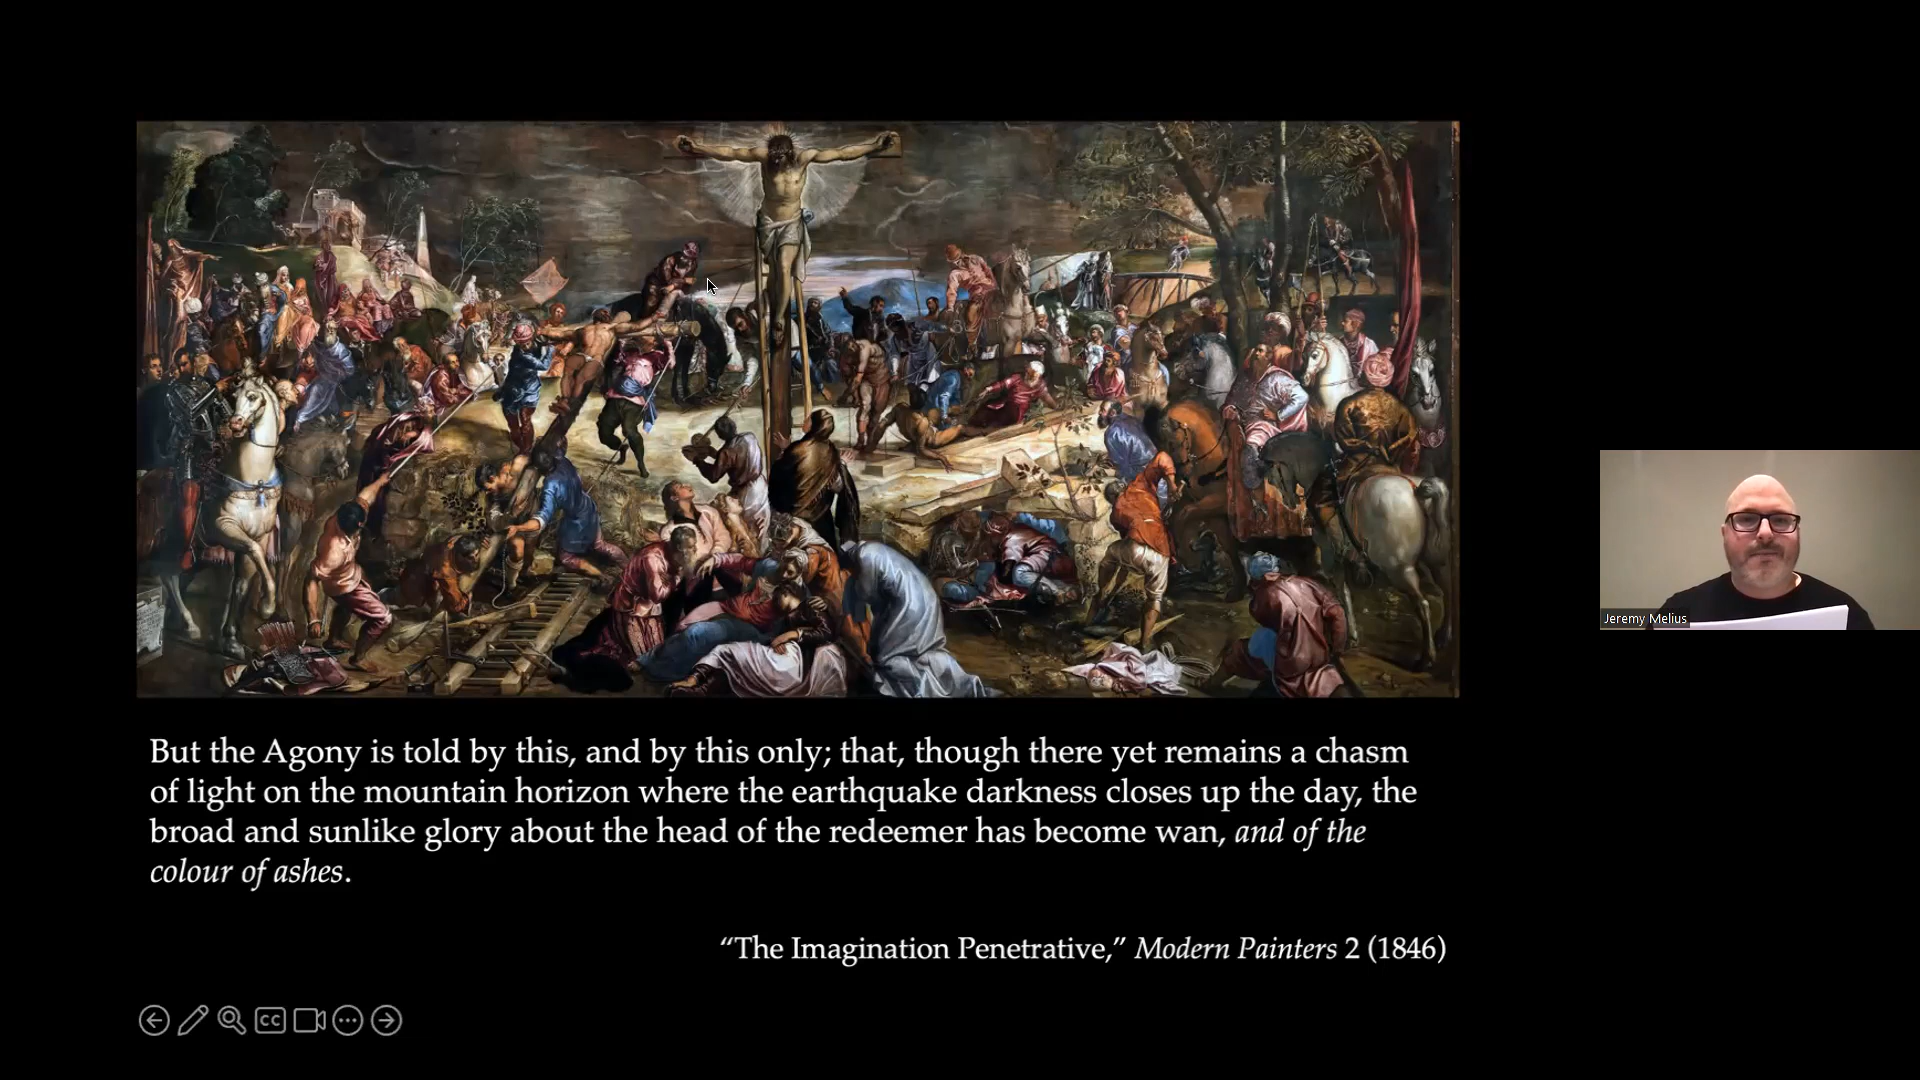 But the Agony is told by this, and by this only; that, though there yet remains a chasm
of light on the mountain horizon where the earthquake darkness closes up the day, the
broad and sunlike glory about the head of the redeemer has become wan, and of the
colour of ashes.
“The Imagination Penetrative,” Modern Painters 2 (1846)
Jeremy Melius
CC